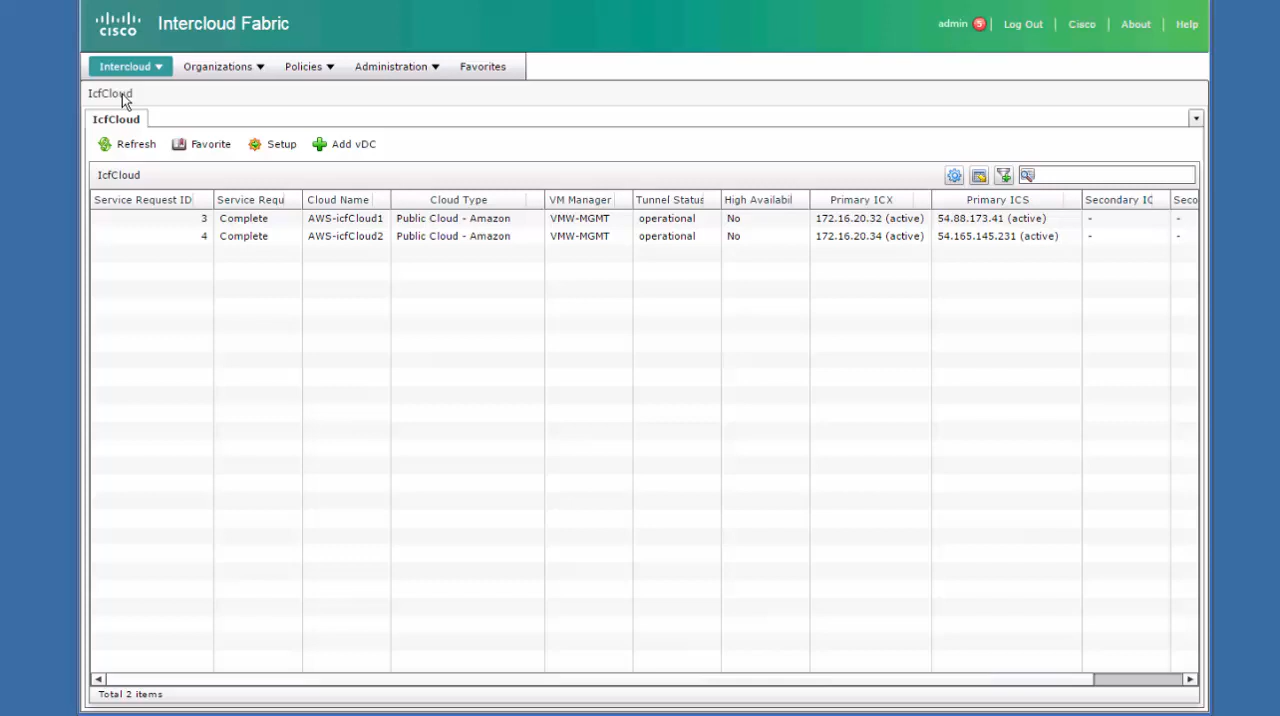 cisco Intercloud Fabric admin 5 Log Out Cisco About Help
Intercloud Organizations Policies Administration Favorites
IcfCloud
IcfCloud
Refresh Favorite Setup Add vDC
IcfCloud
Service Request ID Service Requ Cloud Name Cloud Type VM Manager Tunnel Status High Availabil Primary ICX Primary ICS Secondary IC Seco
3 Complete AWS-icfCloud1 Public Cloud - Amazon VMW-MGMT operational No 172.16.20.32 (active) 54.88.173.41 (active) - -
4 Complete AWS-icfCloud2 Public Cloud - Amazon VMW-MGMT operational No 172.16.20.34 (active) 54.165.145.231 (active) - -
Total 2 items